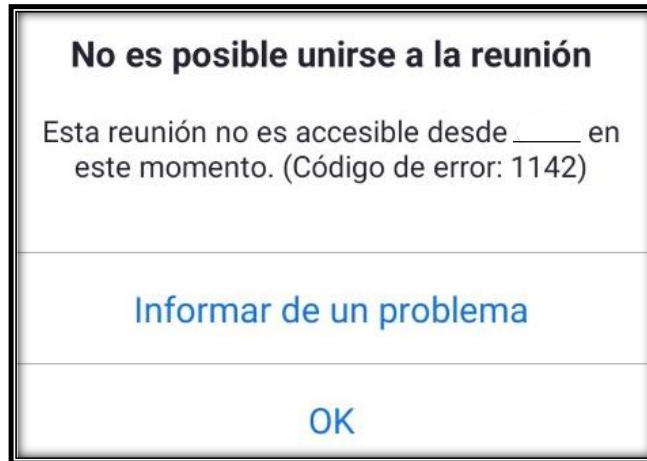 No es posible unirse a la reunión
Esta reunión no es accesible desde _____ en
este momento. (Código de error: 1142)
Informar de un problema
OK